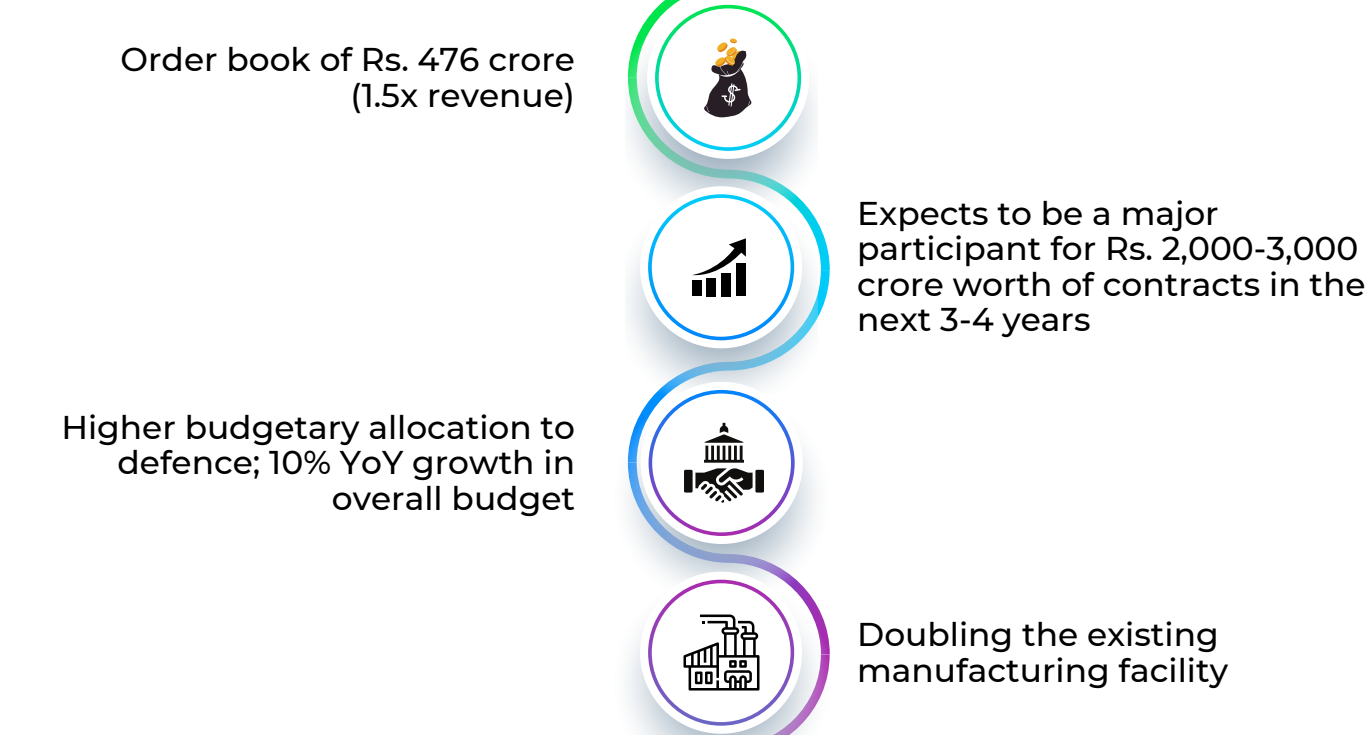 Order book of Rs. 476 crore
(1.5x revenue)
Expects to be a major
participant for Rs. 2,000-3,000
crore worth of contracts in the
next 3-4 years
Higher budgetary allocation to
defence; 10% YoY growth in
overall budget
Doubling the existing
manufacturing facility